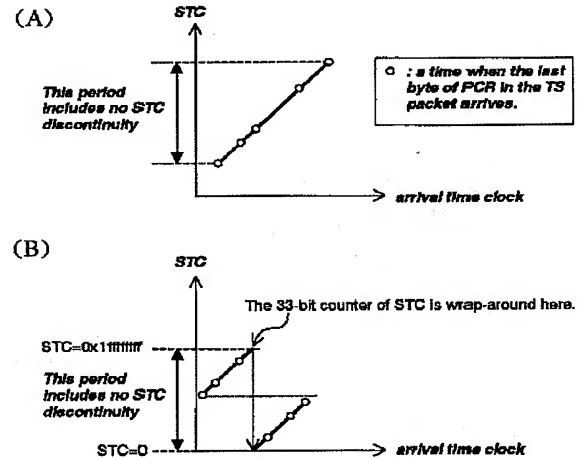 (A)
STC
This period
includes no STC
discontinuity
o : a time when the last
byte of PCR in the TS
packet arrives.
arrival time clock
(B)
STC
The 33-bit counter of STC is wrap-around here.
STC=0x1ffffffff
This period
includes no STC
discontinuity
STC=0
arrival time clock